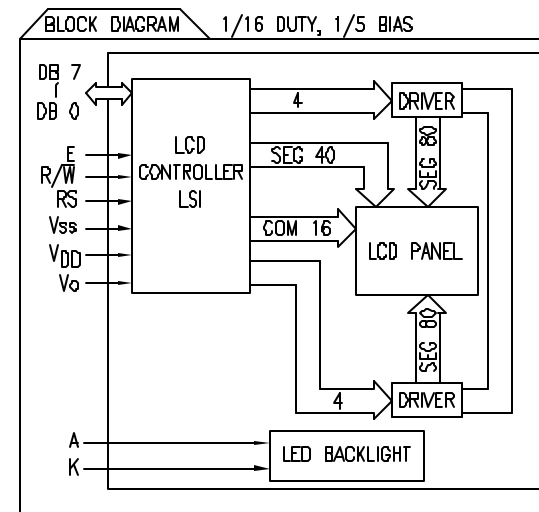 BLOCK DIAGRAM 1/16 DUTY, 1/5 BIAS
DB 7
DB 0
E
R/W̅
RS
Vss
VDD
Vo
LCD
CONTROLLER
LSI
4
DRIVER
SEG 80
SEG 40
COM 16
LCD PANEL
SEG 80
4
DRIVER
A
K
LED BACKLIGHT